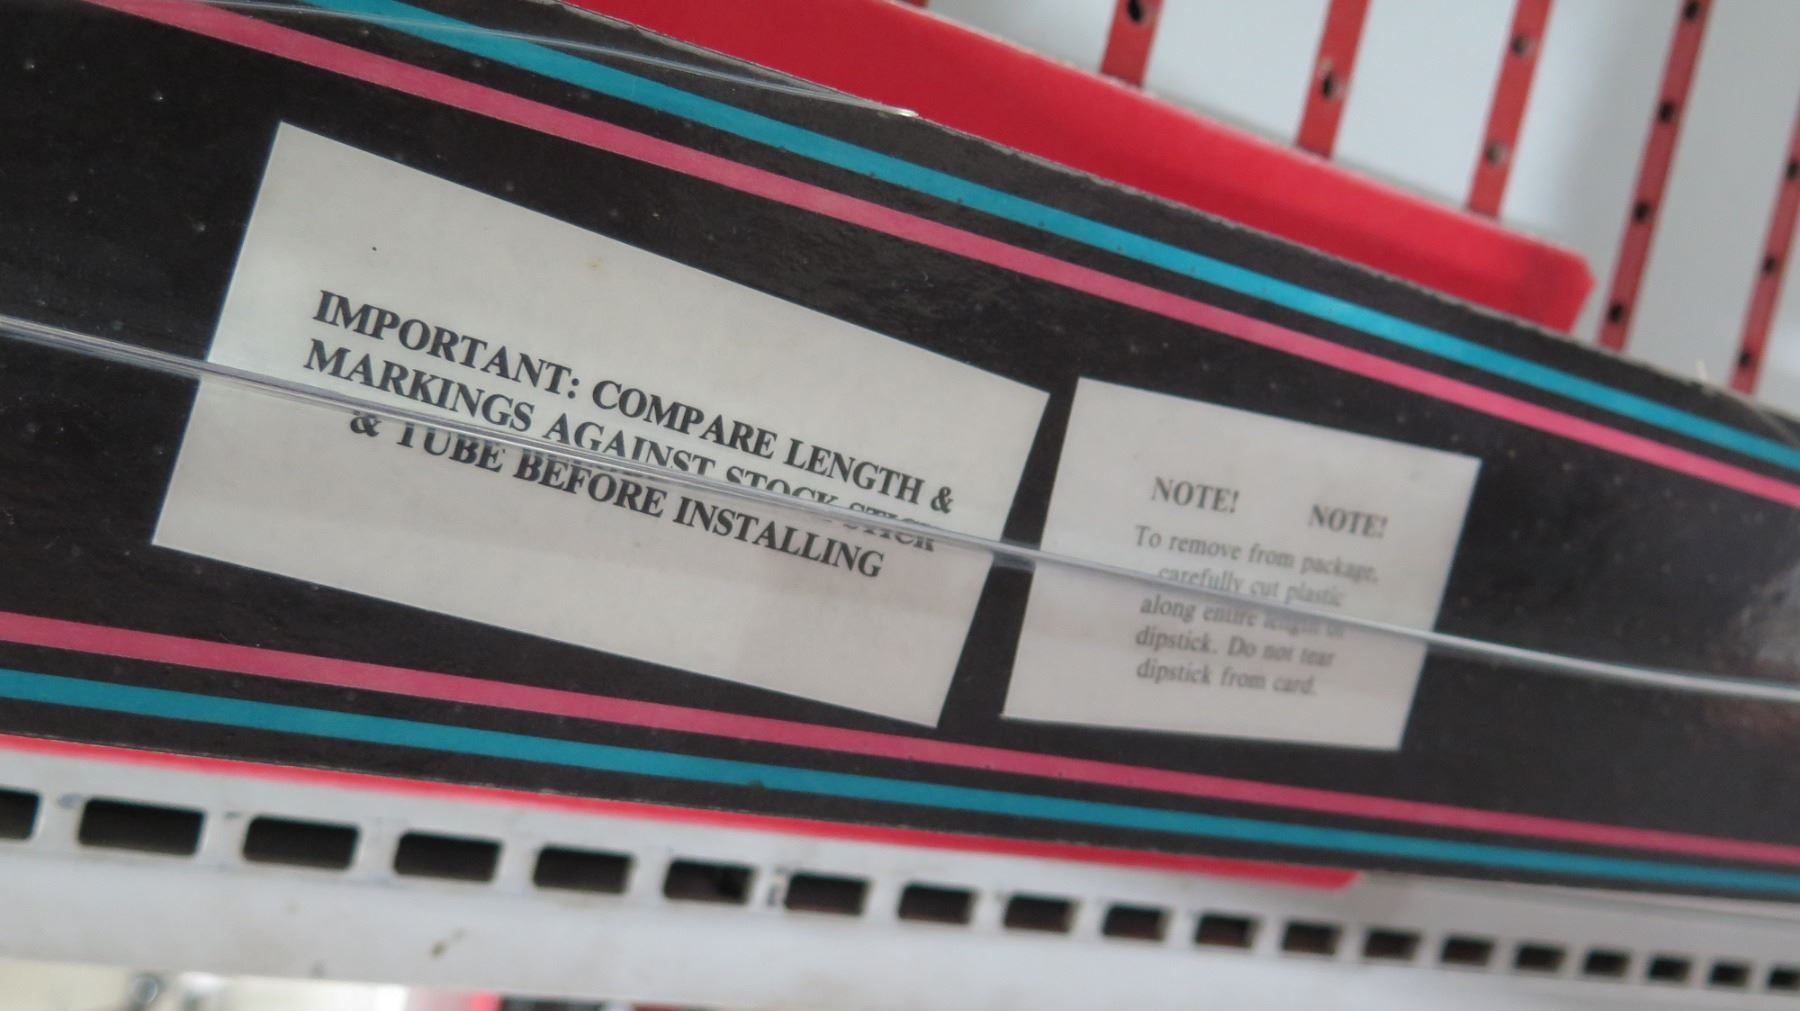 IMPORTANT: COMPARE LENGTH &
MARKINGS AGAINST STOCK STICK
& TUBE BEFORE INSTALLING
NOTE! NOTE!
To remove from package,
carefully cut plastic
along entire length of
dipstick. Do not tear
dipstick from card.